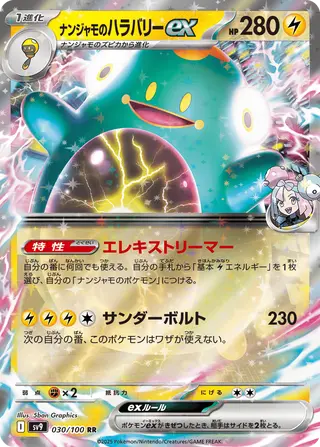 1進化 ナンジャモのハラバリーex HP 280
ナンジャモのズピカから進化
特性 エレキストリーマー
自分の番に何回でも使える。自分の手札から「基本エネルギー」を1枚
選び、自分の「ナンジャモのポケモン」につける。
サンダーボルト 230
次の自分の番、このポケモンはワザが使えない。
弱点 ×2 抵抗力 にげる
Illus. 5ban Graphics
exルール
ポケモンexがきぜつしたとき、相手はサイドを2枚とる。
I sv9 030/100 RR
©2025 Pokémon/Nintendo/Creatures/GAME FREAK.